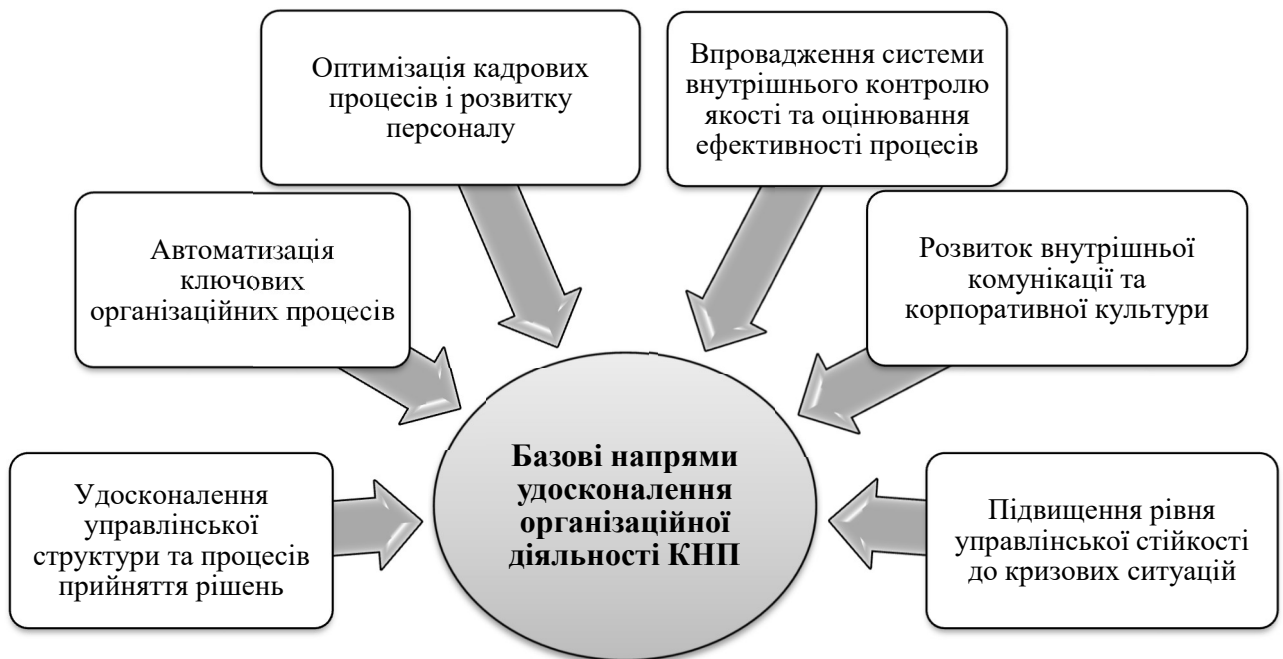 Оптимізація кадрових
процесів і розвитку
персоналу
Впровадження системи
внутрішнього контролю
якості та оцінювання
ефективності процесів
Автоматизація
ключових
організаційних процесів
Розвиток внутрішньої
комунікації та
корпоративної культури
Удосконалення
управлінської
структури та процесів
прийняття рішень
Базові напрями
удосконалення
організаційної
діяльності КНП
Підвищення рівня
управлінської стійкості
до кризових ситуацій